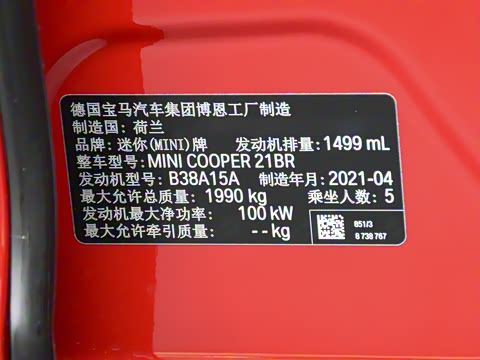 德国宝马汽车集团博恩工厂制造
制造国：荷兰
品牌：迷你(MINI)牌 发动机排量：1499 mL
整车型号：MINI COOPER 21BR
发动机型号：B38A15A 制造年月：2021-04
最大允许总质量：1990 kg 乘坐人数：5
发动机最大净功率：100 kW
最大允许牵引质量：--kg
851/3
8 738 767